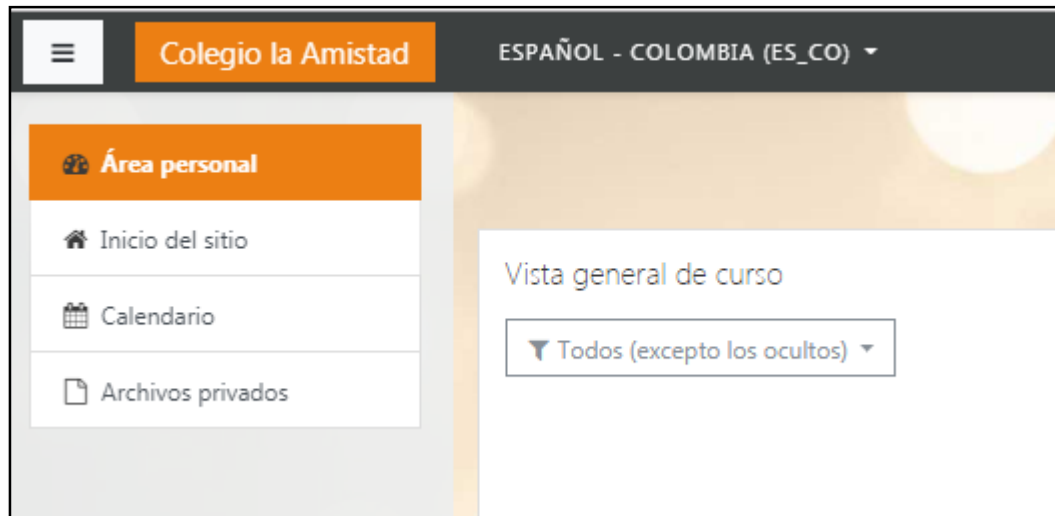 Colegio la Amistad
ESPAÑOL - COLOMBIA (ES_CO)
Área personal
Inicio del sitio
Calendario
Archivos privados
Vista general de curso
Todos (excepto los ocultos)